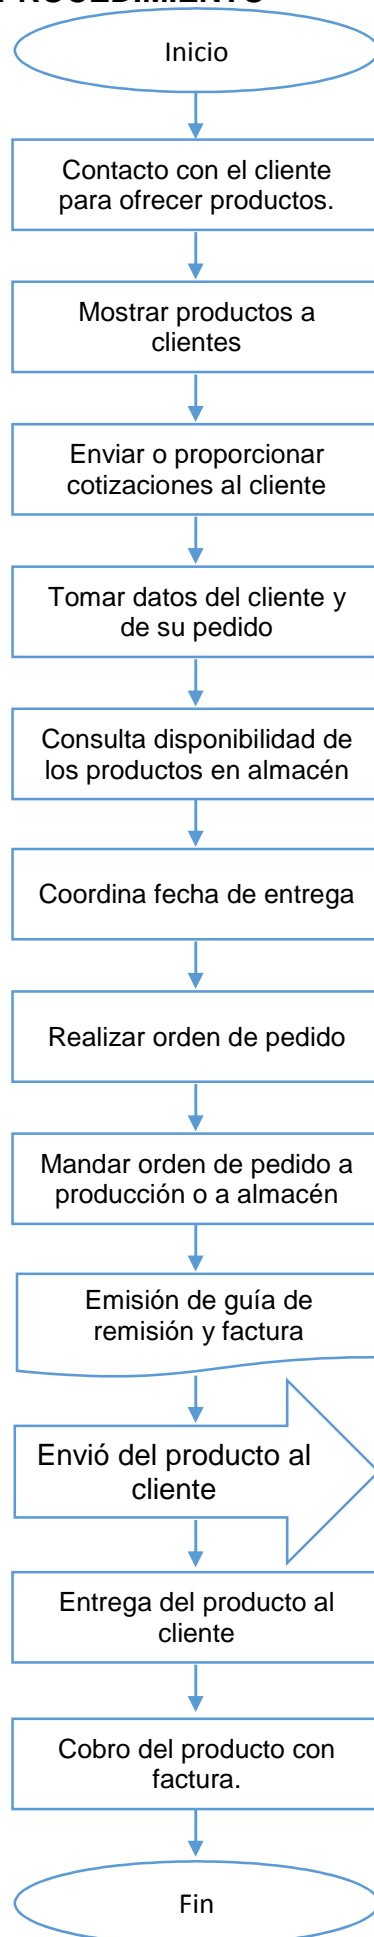 PROCEDIMIENTO
Inicio
Contacto con el cliente
para ofrecer productos.
Mostrar productos a
clientes
Enviar o proporcionar
cotizaciones al cliente
Tomar datos del cliente y
de su pedido
Consulta disponibilidad de
los productos en almacén
Coordina fecha de entrega
Realizar orden de pedido
Mandar orden de pedido a
producción o a almacén
Emisión de guía de
remisión y factura
Envió del producto al
cliente
Entrega del producto al
cliente
Cobro del producto con
factura.
Fin